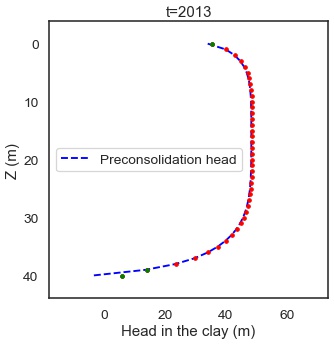 t=2013
0
10
20
30
40
Z (m)
Preconsolidation head
0 20 40 60
Head in the clay (m)